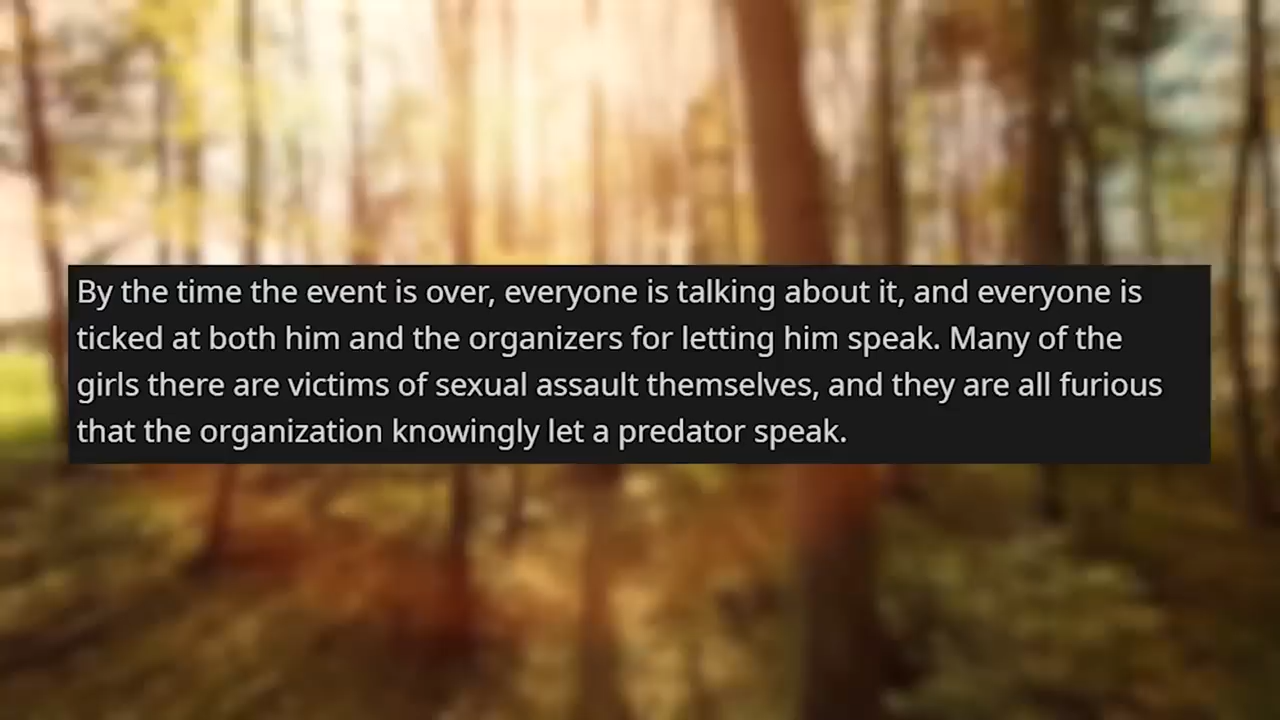 By the time the event is over, everyone is talking about it, and everyone is
ticked at both him and the organizers for letting him speak. Many of the
girls there are victims of sexual assault themselves, and they are all furious
that the organization knowingly let a predator speak.